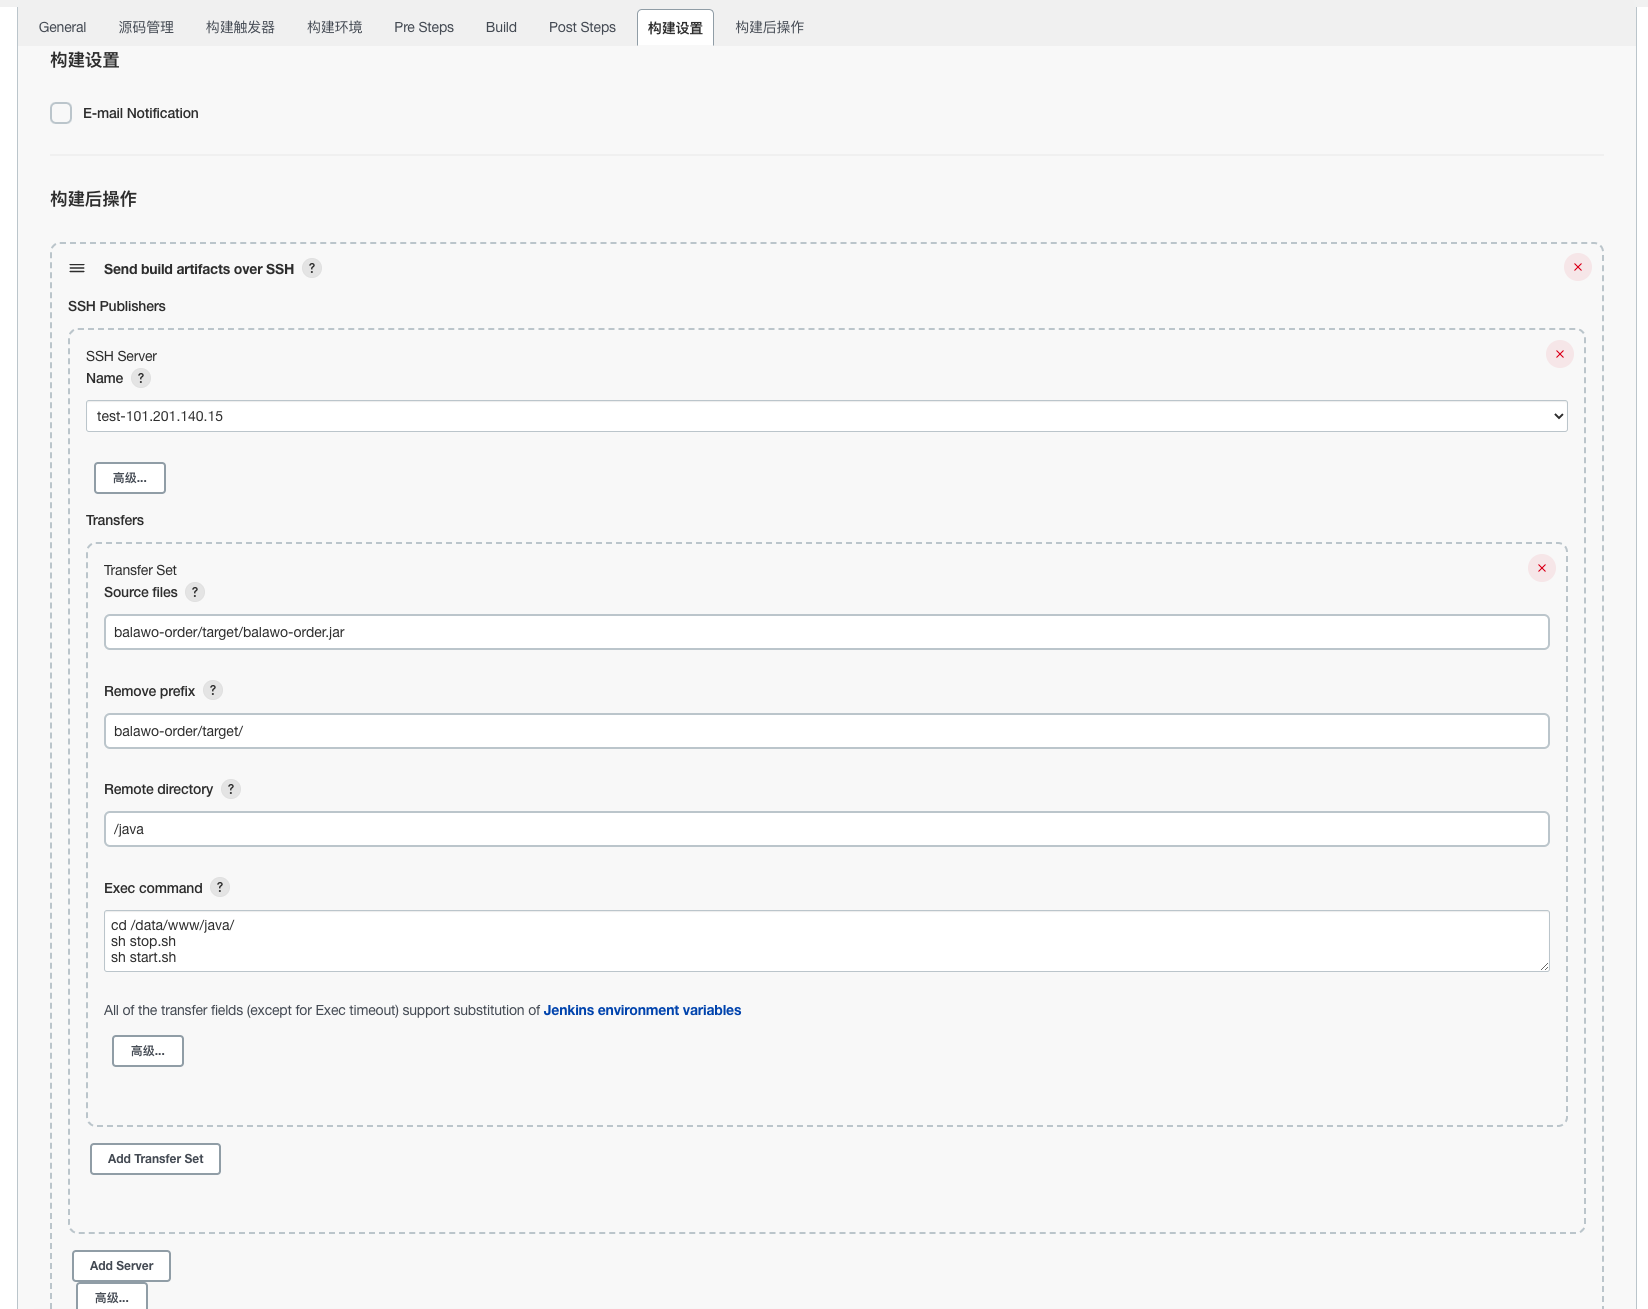 General 源码管理 构建触发器 构建环境 Pre Steps Build Post Steps 构建设置 构建后操作
构建设置
E-mail Notification
构建后操作
Send build artifacts over SSH ?
SSH Publishers
SSH Server
Name ?
test-101.201.140.15
高级...
Transfers
Transfer Set
Source files ?
balawo-order/target/balawo-order.jar
Remove prefix ?
balawo-order/target/
Remote directory ?
/java
Exec command ?
cd /data/www/java/
sh stop.sh
sh start.sh
All of the transfer fields (except for Exec timeout) support substitution of Jenkins environment variables
高级...
Add Transfer Set
Add Server
高级...